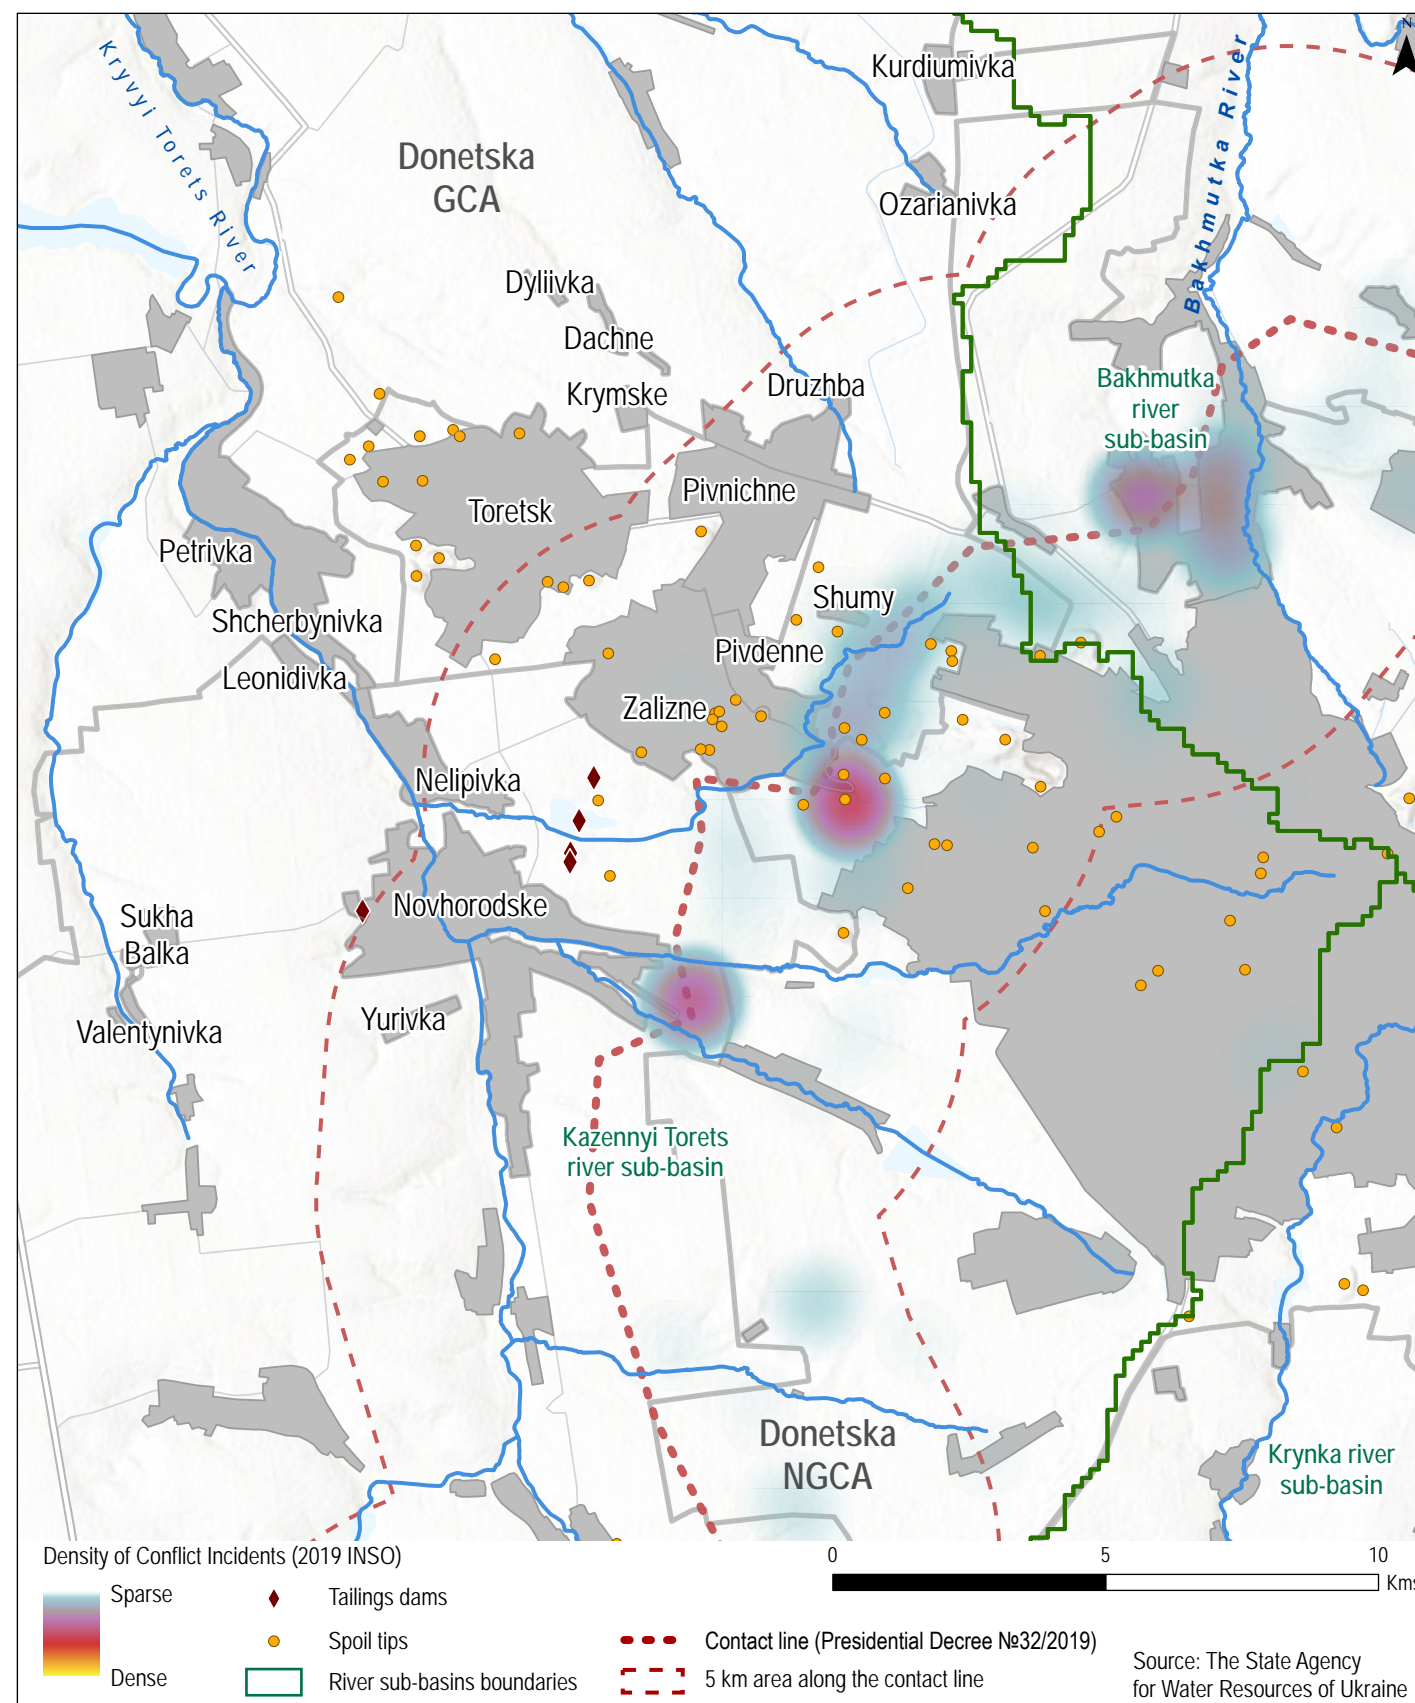 N
Kurdiumivka
Kryvyi Torets River
Bakhmutka River
Donetska
GCA
Ozarianivka
Dyliivka
Dachne
Krymske
Druzhba
Bakhmutka
river
sub-basin
Pivnichne
Toretsk
Petrivka
Shumy
Shcherbynivka
Pivdenne
Leonidivka
Zalizne
Nelipivka
Novhorodske
Sukha
Balka
Yurivka
Valentynivka
Kazennyi Torets
river sub-basin
Donetska
NGCA
Krynka river
sub-basin
Density of Conflict Incidents (2019 INSO)
Sparse
Dense
Tailings dams
Spoil tips
River sub-basins boundaries
Contact line (Presidential Decree №32/2019)
5 km area along the contact line
0 5 10
Kms
Source: The State Agency
for Water Resources of Ukraine